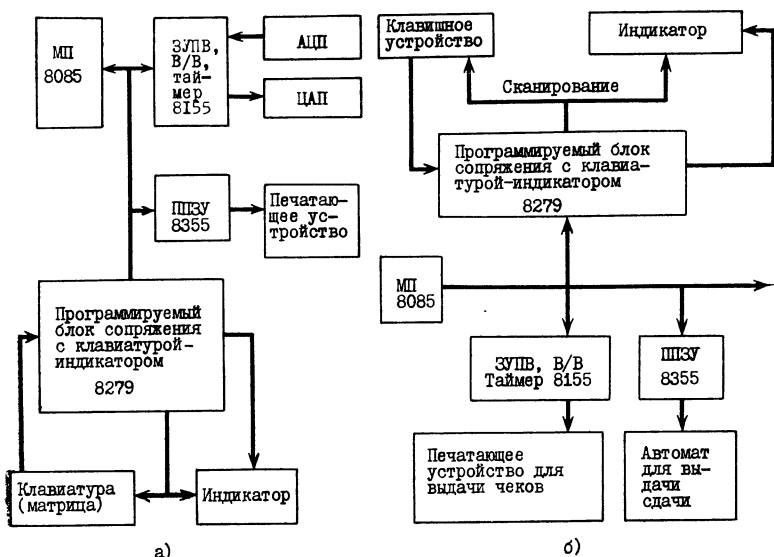 МП
8085
ЗУПВ,
В/В,
тай-
мер
8155
АЦП
ЦАП
ППЗУ
8355
Печатаю-
щее ус-
тройство
Программируемый
блок сопряжения
с клавиатурой-
индикатором
8279
Клавиатура
(матрица)
Индикатор
а)
Клавишное
устройство
Индикатор
Сканирование
Программируемый блок
сопряжения с клавиа-
турой-индикатором
8279
МП
8085
ЗУПВ, В/В
Таймер 8155
ППЗУ
8355
Печатающее
устройство для
выдачи чеков
Автомат
для вы-
дачи
сдачи
б)